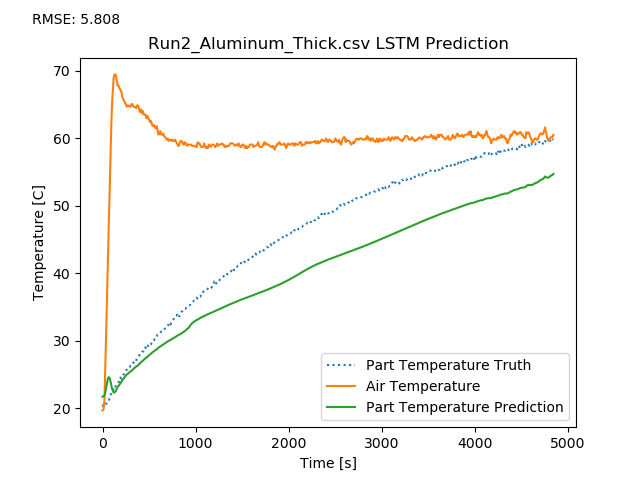 RMSE: 5.808
Run2_Aluminum_Thick.csv LSTM Prediction
70
60
50
40
30
20
Temperature [C]
Part Temperature Truth
Air Temperature
Part Temperature Prediction
0 1000 2000 3000 4000 5000
Time [s]